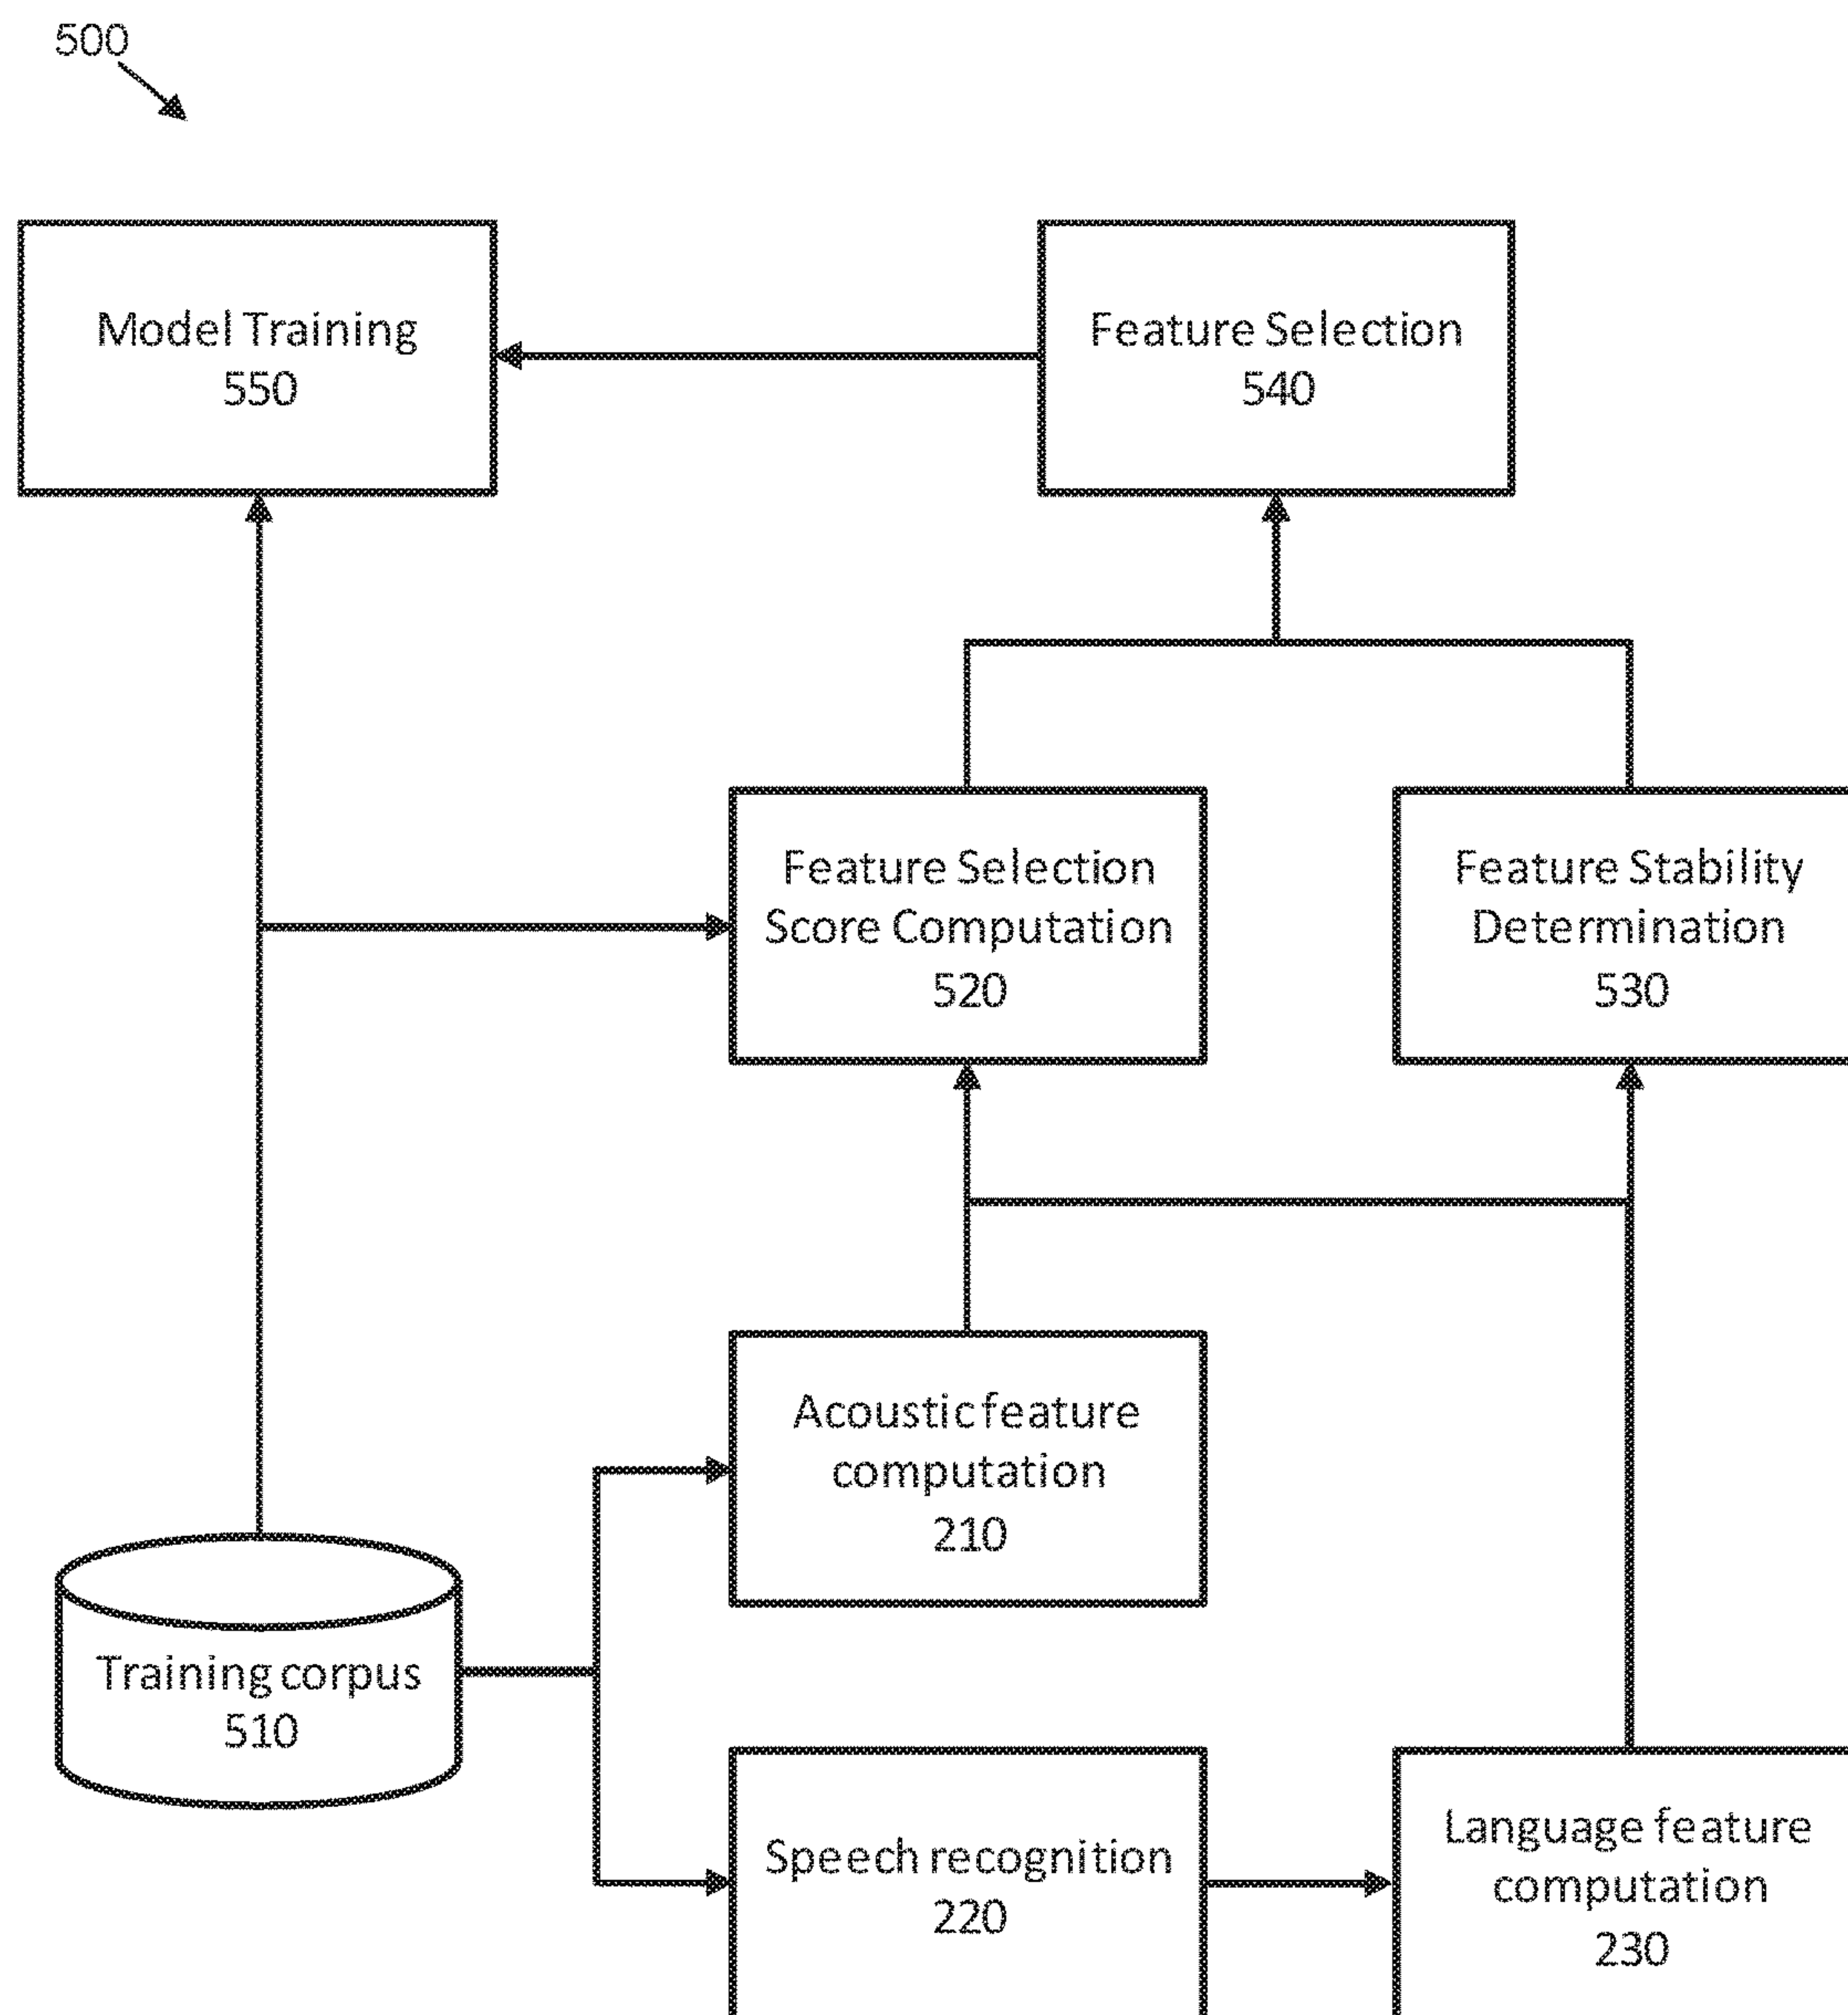 500
Model Training
550
Feature Selection
540
Feature Selection
Score Computation
520
Feature Stability
Determination
530
Acoustic feature
computation
210
Training corpus
510
Speech recognition
220
Language feature
computation
230